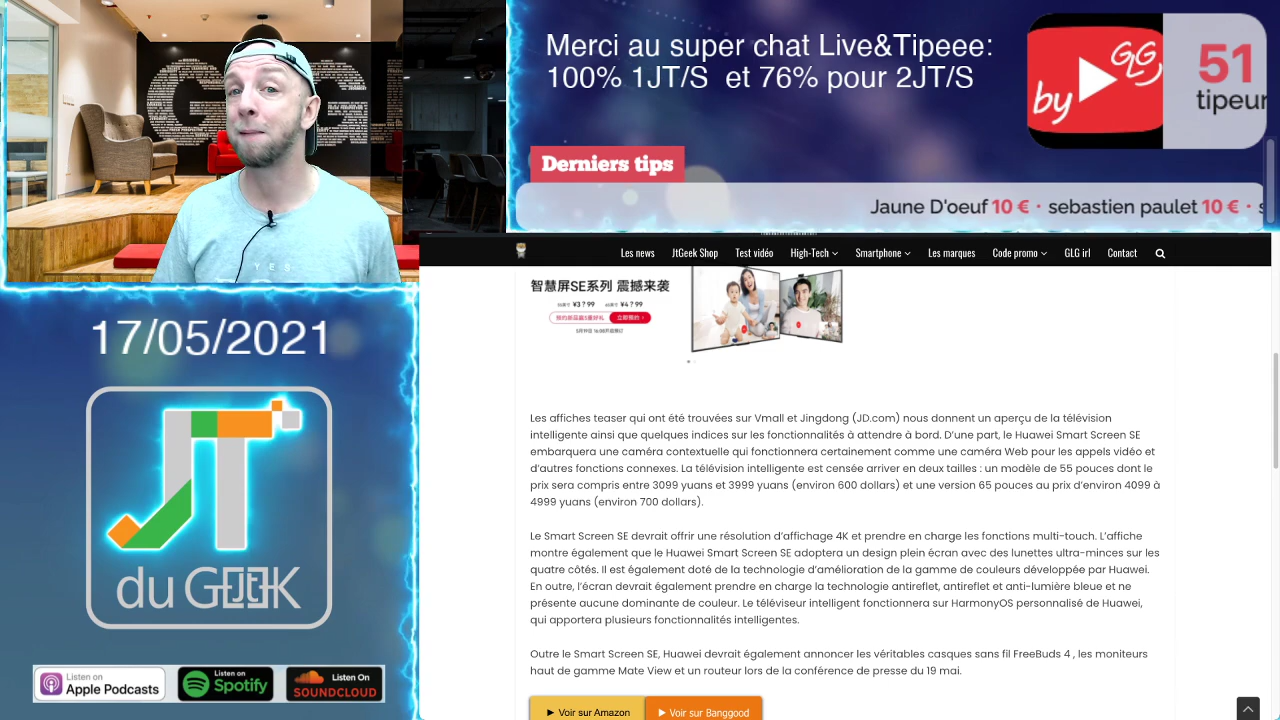 Merci au super chat Live&Tipeee:
100% 1JT/S et 50%pour 2JT/S
by GG
51
tipeur
Derniers tips
Jaune D'oeuf 10 € • sebastien paulet 10 € • s
Les news JtGeek Shop Test vidéo High-Tech Smartphone Les marques Code promo GLG irl Contact
智慧屏SE系列 震撼来袭
¥3?99 ¥4?99
立即预约
YES
17/05/2021
JT
du GEEK
Listen on
Apple Podcasts
Listen on
Spotify
Listen On
SOUNDCLOUD
Les affiches teaser qui ont été trouvées sur Vmall et Jingdong (JD.com) nous donnent un aperçu de la télévision
intelligente ainsi que quelques indices sur les fonctionnalités à attendre à bord. D'une part, le Huawei Smart Screen SE
embarquera une caméra contextuelle qui fonctionnera certainement comme une caméra Web pour les appels vidéo et
d'autres fonctions connexes. La télévision intelligente est censée arriver en deux tailles : un modèle de 55 pouces dont le
prix sera compris entre 3099 yuans et 3999 yuans (environ 600 dollars) et une version 65 pouces au prix d'environ 4099 à
4999 yuans (environ 700 dollars).
Le Smart Screen SE devrait offrir une résolution d'affichage 4K et prendre en charge les fonctions multi-touch. L'affiche
montre également que le Huawei Smart Screen SE adoptera un design plein écran avec des lunettes ultra-minces sur les
quatre côtés. Il est également doté de la technologie d'amélioration de la gamme de couleurs développée par Huawei.
En outre, l'écran devrait également prendre en charge la technologie antireflet, antireflet et anti-lumière bleue et ne
présente aucune dominante de couleur. Le téléviseur intelligent fonctionnera sur HarmonyOS personnalisé de Huawei,
qui apportera plusieurs fonctionnalités intelligentes.
Outre le Smart Screen SE, Huawei devrait également annoncer les véritables casques sans fil FreeBuds 4 , les moniteurs
haut de gamme Mate View et un routeur lors de la conférence de presse du 19 mai.
► Voir sur Amazon
► Voir sur Banggood